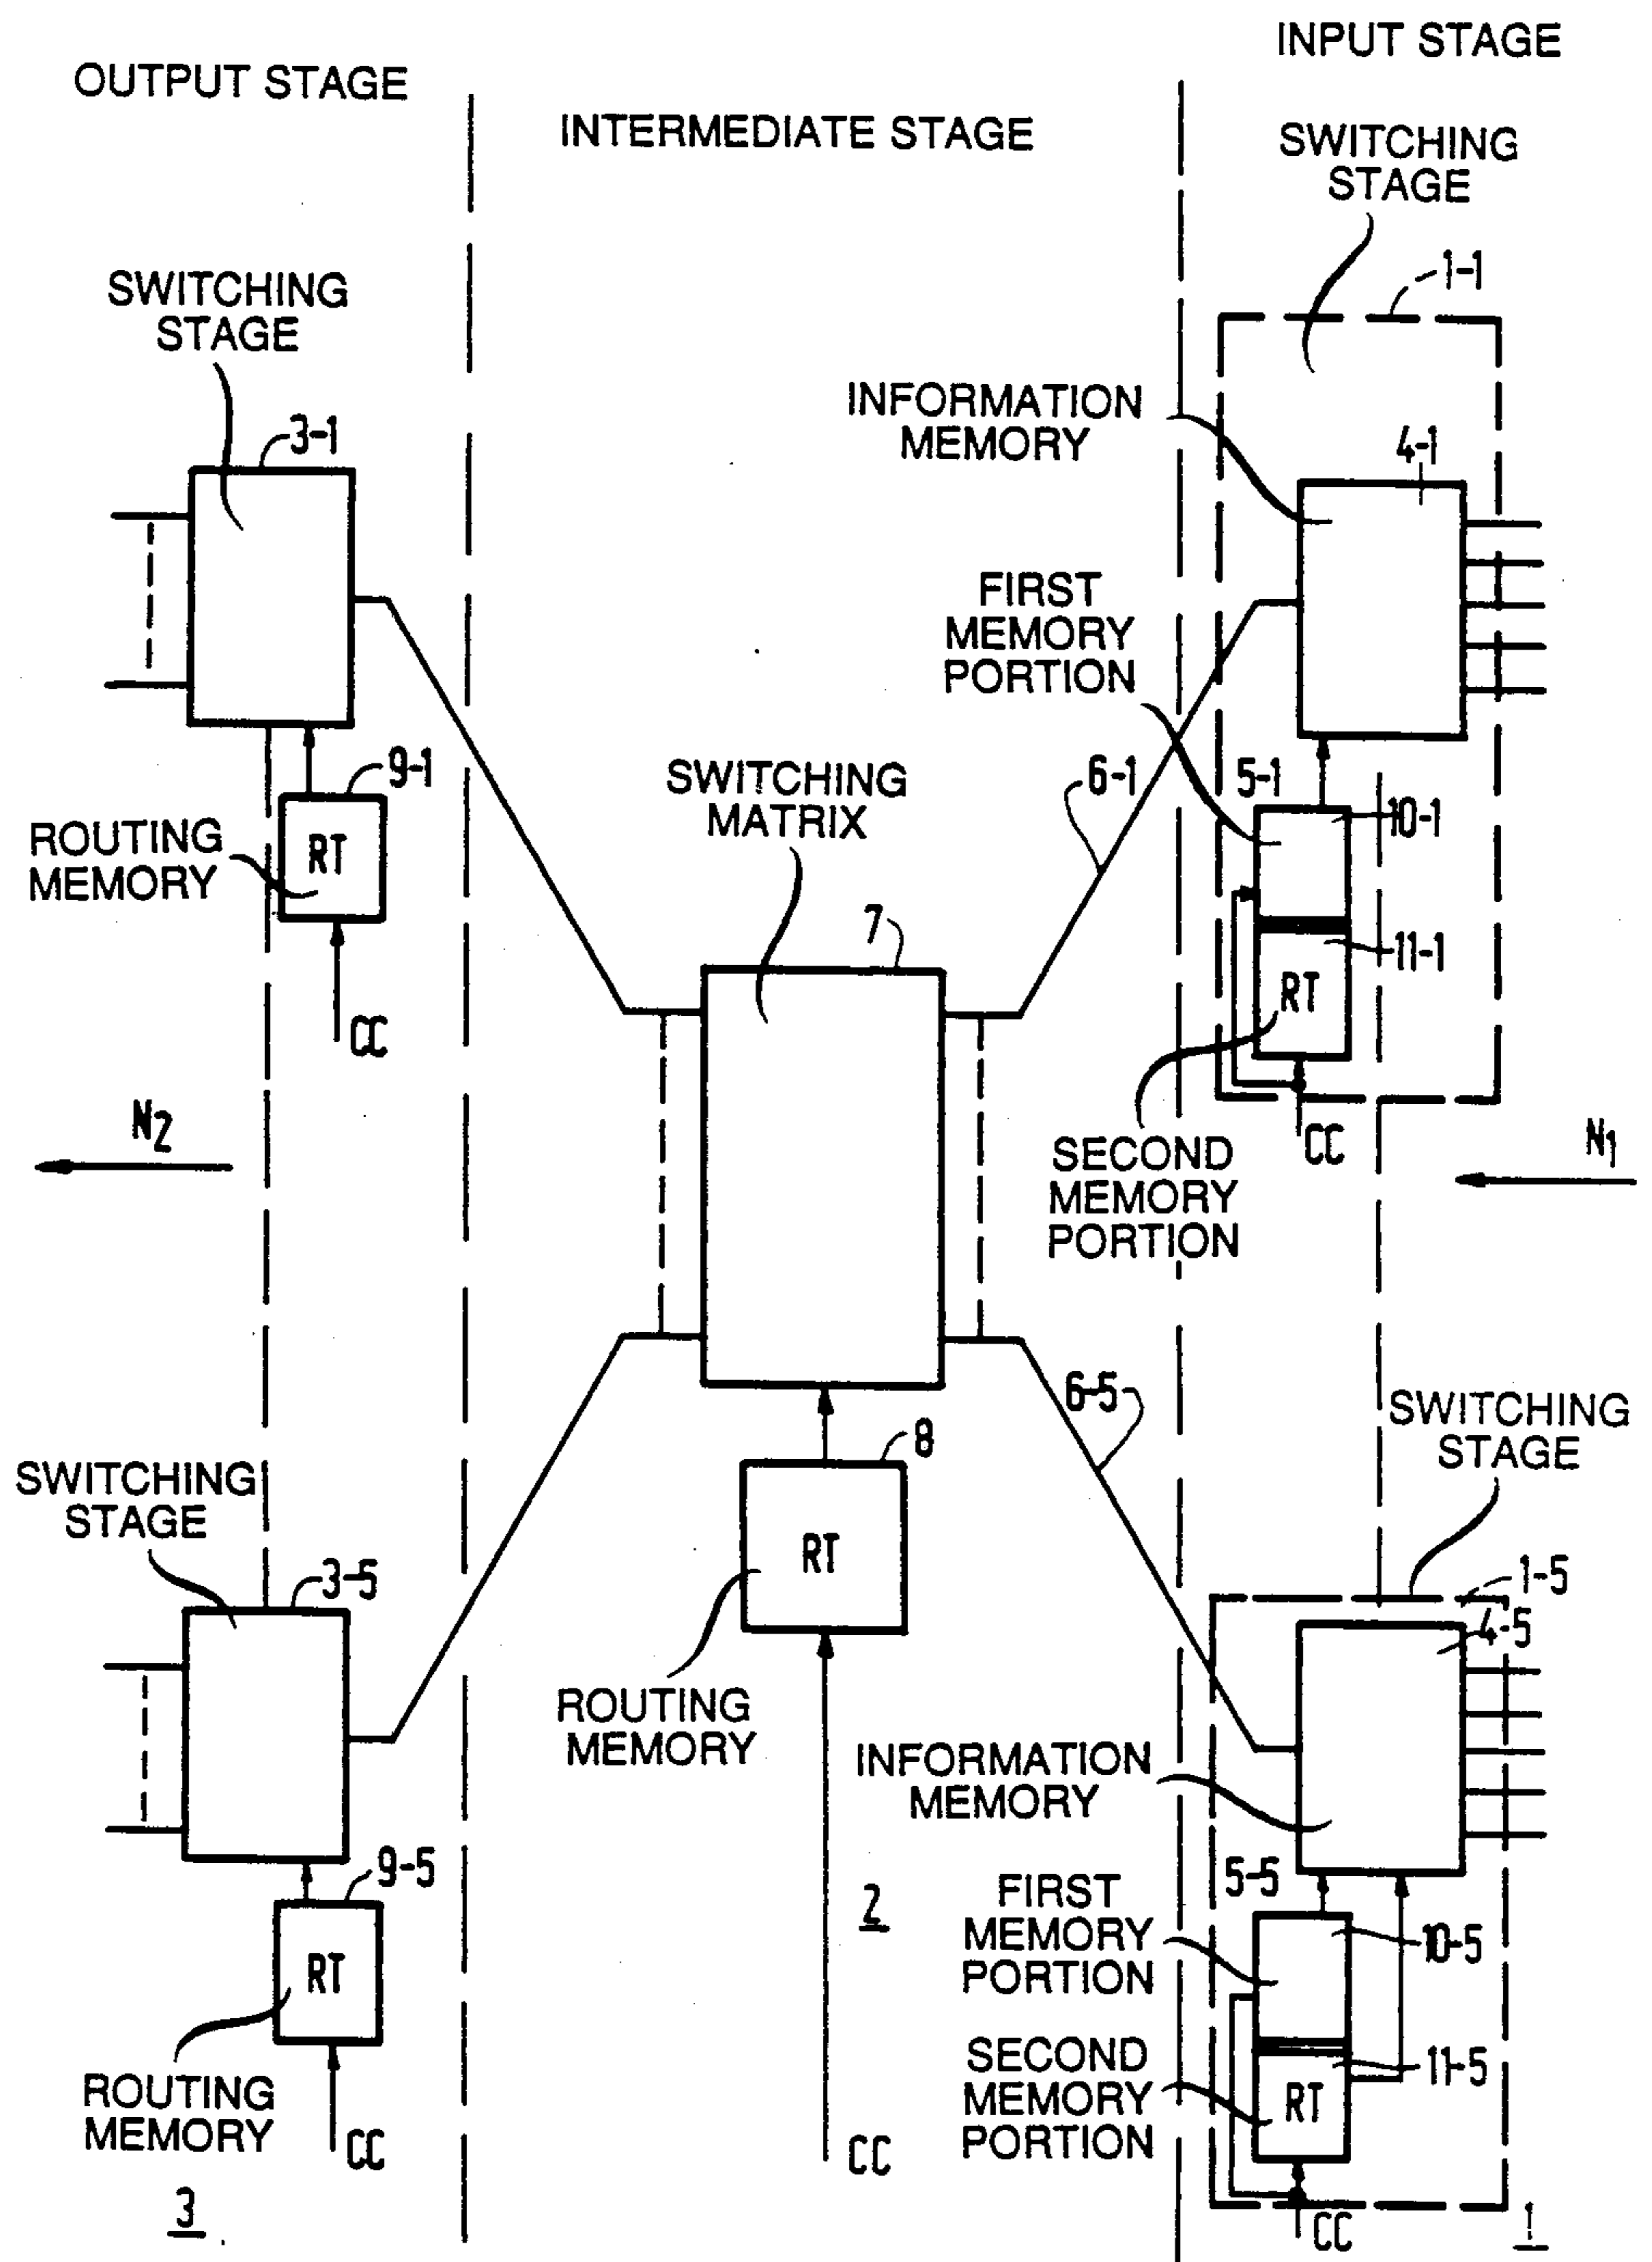 OUTPUT STAGE
INTERMEDIATE STAGE
INPUT STAGE
SWITCHING
STAGE
1-1
SWITCHING
STAGE
3-1
INFORMATION
MEMORY
4-1
FIRST
MEMORY
PORTION
5-1
10-1
6-1
SWITCHING
MATRIX
7
9-1
RT
ROUTING
MEMORY
CC
11-1
RT
CC
SECOND
MEMORY
PORTION
N2
N1
6-5
SWITCHING
STAGE
1-5
4-5
8
RT
ROUTING
MEMORY
SWITCHING
STAGE
3-5
INFORMATION
MEMORY
9-5
RT
ROUTING
MEMORY
CC
2
CC
5-5
FIRST
MEMORY
PORTION
10-5
SECOND
MEMORY
PORTION
11-5
RT
CC
3
1